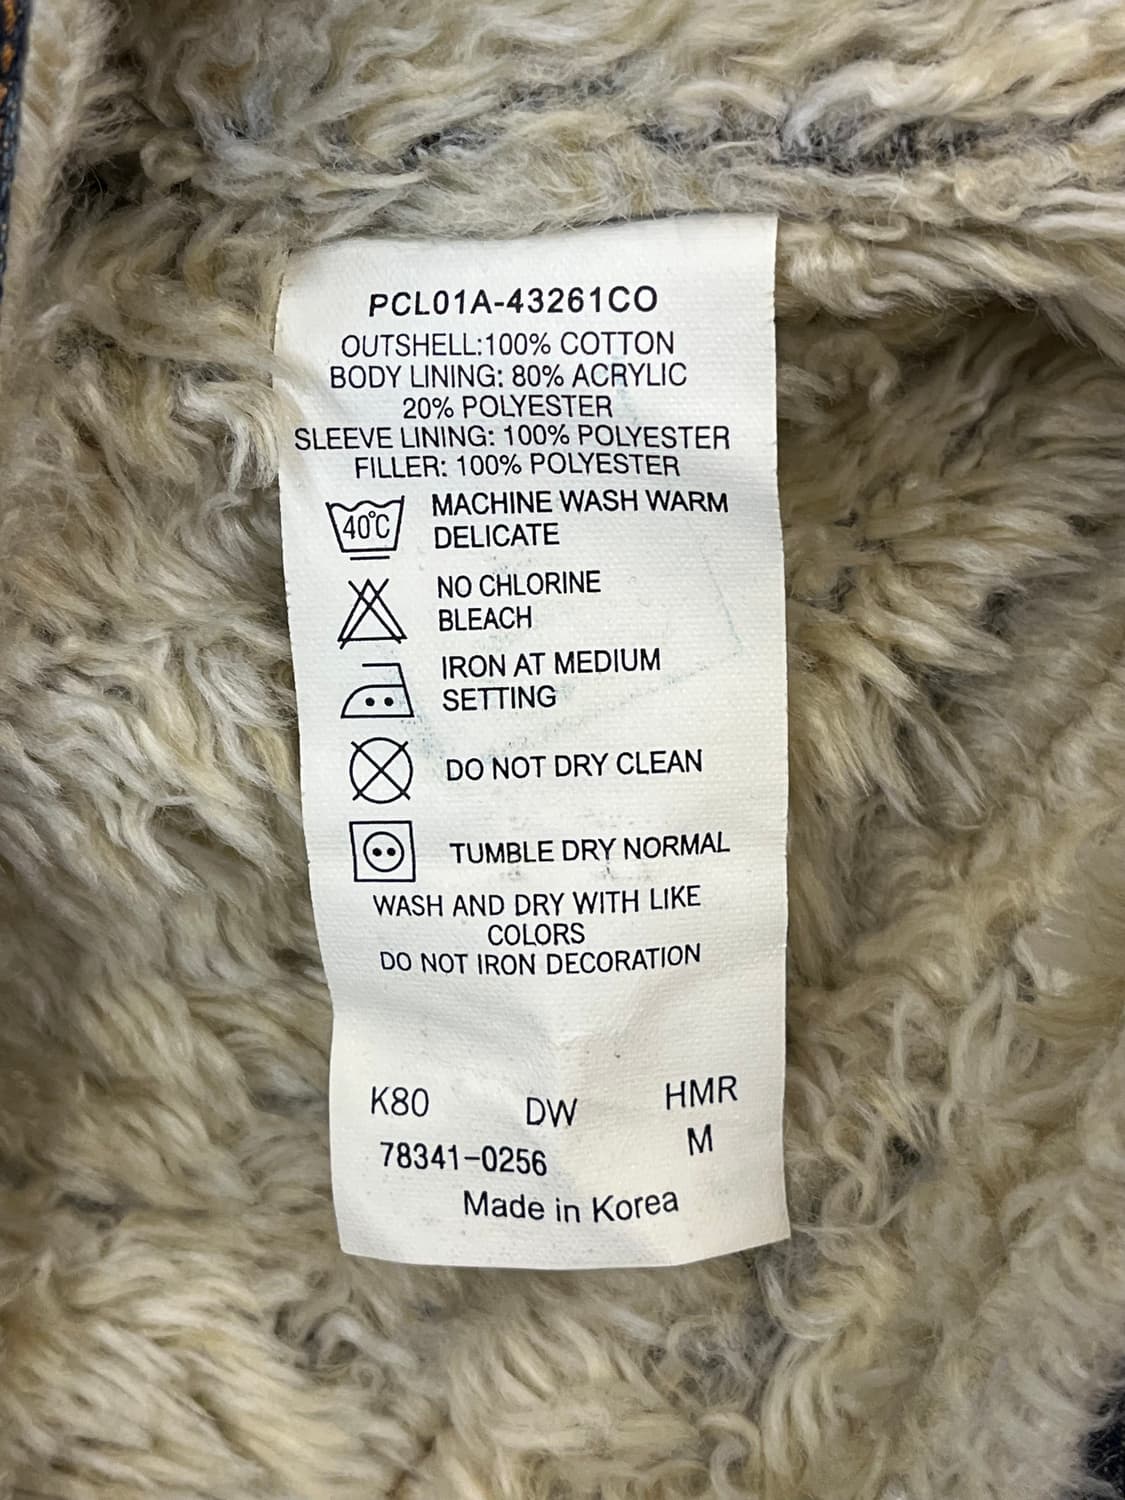 PCL01A-43261CO
OUTSHELL:100% COTTON
BODY LINING: 80% ACRYLIC
20% POLYESTER
SLEEVE LINING: 100% POLYESTER
FILLER: 100% POLYESTER
40°C MACHINE WASH WARM
DELICATE
NO CHLORINE
BLEACH
IRON AT MEDIUM
SETTING
DO NOT DRY CLEAN
TUMBLE DRY NORMAL
WASH AND DRY WITH LIKE
COLORS
DO NOT IRON DECORATION
K80 DW HMR
78341-0256 M
Made in Korea